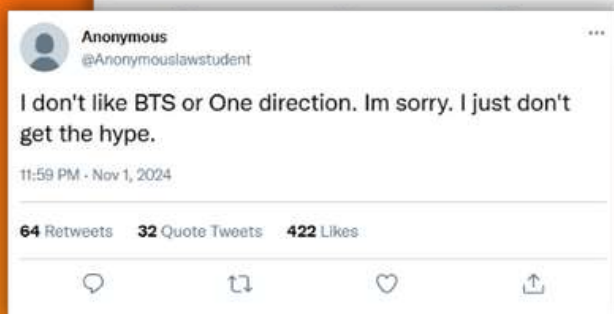 Anonymous
@Anonymouslawstudent
I don't like BTS or One direction. Im sorry. I just don't
get the hype.
11:59 PM · Nov 1, 2024
64 Retweets 32 Quote Tweets 422 Likes